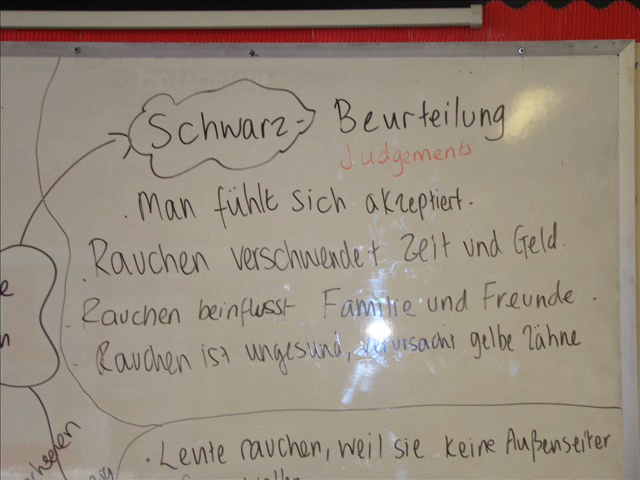 Schwarz- Beurteilung
Judgements
. Man fühlt sich akzeptiert.
. Rauchen verschwendet Zeit und Geld.
. Rauchen beinflusst Familie und Freunde.
. Rauchen ist ungesund, verursacht gelbe Zähne
e
n
. Leute rauchen, weil sie keine Außenseiter